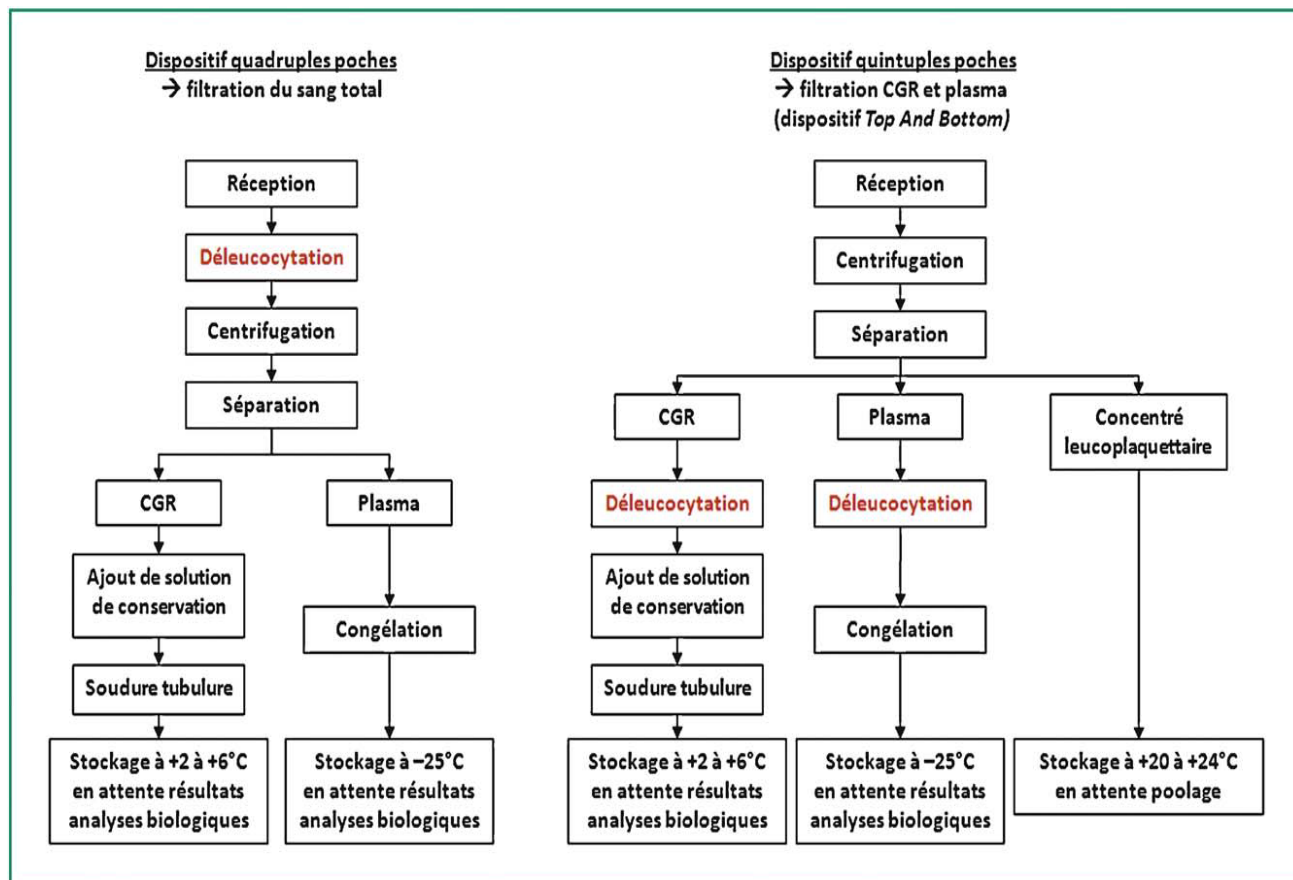 Dispositif quadruples poches
→ filtration du sang total
Réception
Déleucocytation
Centrifugation
Séparation
CGR
Plasma
Ajout de solution
de conservation
Congélation
Soudure tubulure
Stockage à +2 à +6°C
en attente résultats
analyses biologiques
Stockage à –25°C
en attente résultats
analyses biologiques
Dispositif quintuples poches
→ filtration CGR et plasma
(dispositif Top And Bottom)
Réception
Centrifugation
Séparation
CGR
Plasma
Concentré
leucoplaquettaire
Déleucocytation
Déleucocytation
Ajout de solution
de conservation
Congélation
Soudure tubulure
Stockage à +2 à +6°C
en attente résultats
analyses biologiques
Stockage à –25°C
en attente résultats
analyses biologiques
Stockage à +20 à +24°C
en attente poolage